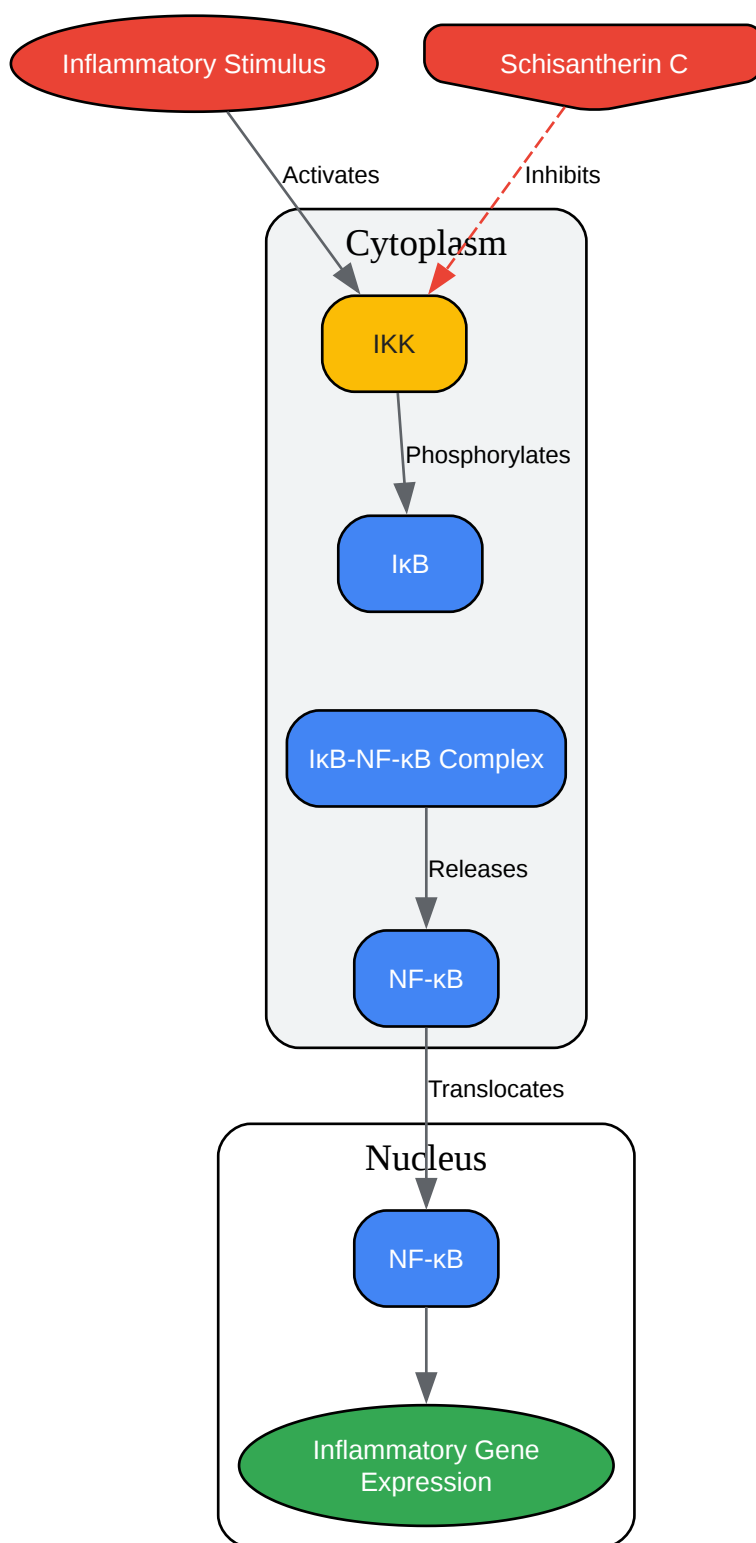 Inflammatory Stimulus
Schisantherin C
Activates
Inhibits
Cytoplasm
IKK
Phosphorylates
IκB
IκB-NF-κB Complex
Releases
NF-κB
Translocates
Nucleus
NF-κB
Inflammatory Gene
Expression